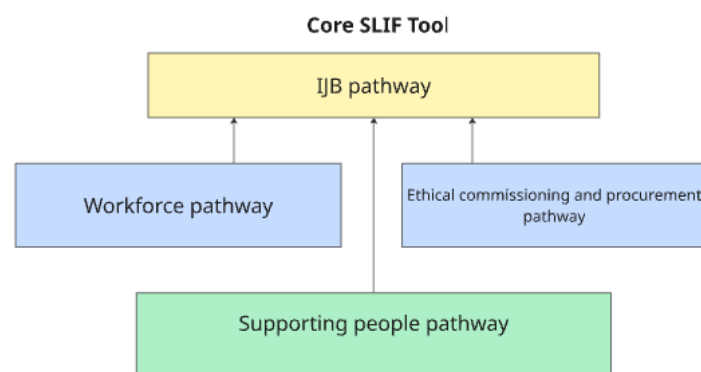 Core SLIF Tool
IJB pathway
Workforce pathway
Ethical commissioning and procurement
pathway
Supporting people pathway